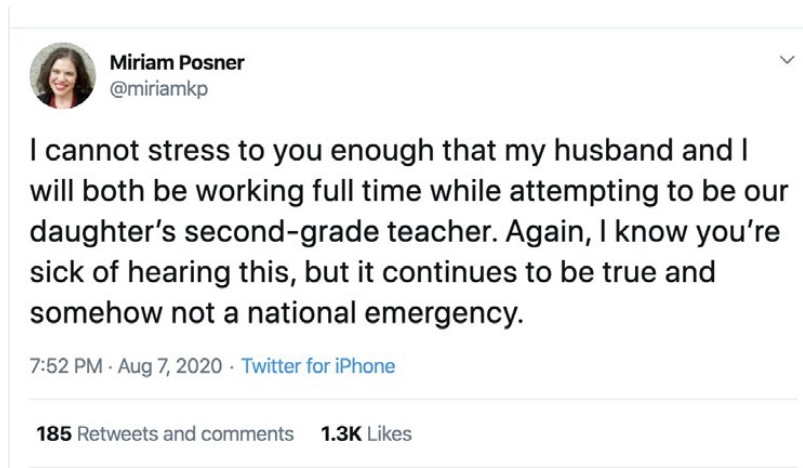 Miriam Posner
@miriamkp
I cannot stress to you enough that my husband and I
will both be working full time while attempting to be our
daughter’s second-grade teacher. Again, I know you’re
sick of hearing this, but it continues to be true and
somehow not a national emergency.
7:52 PM · Aug 7, 2020 · Twitter for iPhone
185 Retweets and comments 1.3K Likes